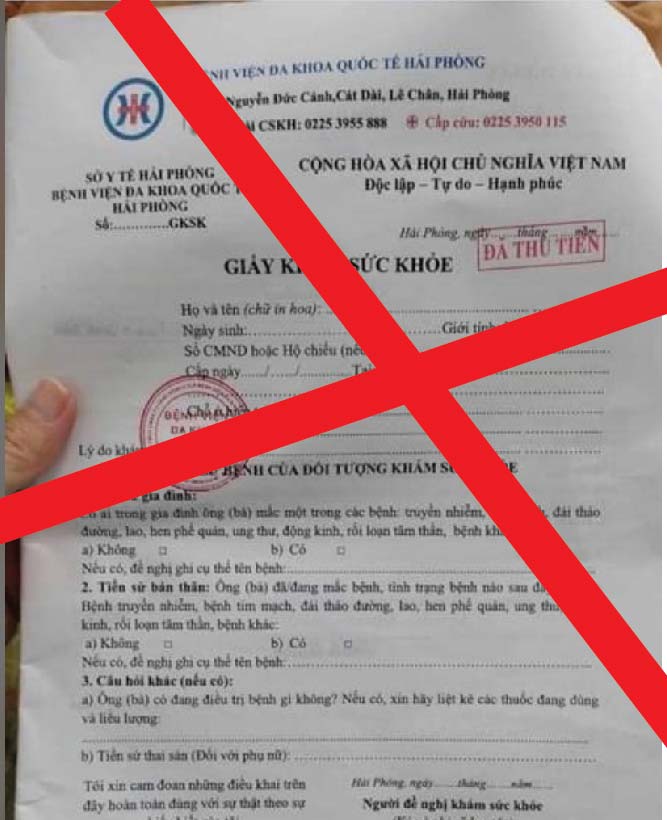 NH VIỆN ĐA KHOA QUỐC TẾ HẢI PHÒNG
Nguyễn Đức Cảnh,Cát Dài, Lê Chân, Hải Phòng
CSKH: 0225 3955 888 Cấp cứu: 0225 3950 115
SỞ Y TẾ HẢI PHÒNG
BỆNH VIỆN ĐA KHOA QUỐC T
HẢI PHÒNG
Số:.............GKSK
CỘNG HÒA XÃ HỘI CHỦ NGHĨA VIỆT NAM
Độc lập – Tự do – Hạnh phúc
Hải Phòng, ngày......tháng......năm......
ĐÃ THU TIỀN
GIẤY K SỨC KHỎE
Họ và tên (chữ in hoa):
Ngày sinh:.............Giới tính
Số CMND hoặc Hộ chiếu (nếu
Cấp ngày....../....../............Tại
BỆNH VIỆN
ĐA K
Lý do khám
BỆNH CỦA ĐỐI TƯỢNG KHÁM S E
gia đình:
ai trong gia đình ông (bà) mắc một trong các bệnh: truyền nhiễm, h, đái tháo
đường, lao, hen phế quản, ung thư, động kinh, rối loạn tâm thần, bệnh kh
a) Không □ b) Có □
Nếu có, đề nghị ghi cụ thể tên bệnh:
2. Tiền sử bản thân: Ông (bà) đã/đang mắc bệnh, tình trạng bệnh nào sau đ
Bệnh truyền nhiễm, bệnh tim mạch, đái tháo đường, lao, hen phế quản, ung thư
kinh, rối loạn tâm thần, bệnh khác:
a) Không □ b) Có □
Nếu có, đề nghị ghi cụ thể tên bệnh:
3. Câu hỏi khác (nếu có):
a) Ông (bà) có đang điều trị bệnh gì không? Nếu có, xin hãy liệt kê các thuốc đang dùng
và liều lượng:
b) Tiền sử thai sản (Đối với phụ nữ):
Tôi xin cam đoan những điều khai trên
đây hoàn toàn đúng với sự thật theo sự
Hải Phòng, ngày......tháng......năm......
Người đề nghị khám sức khỏe